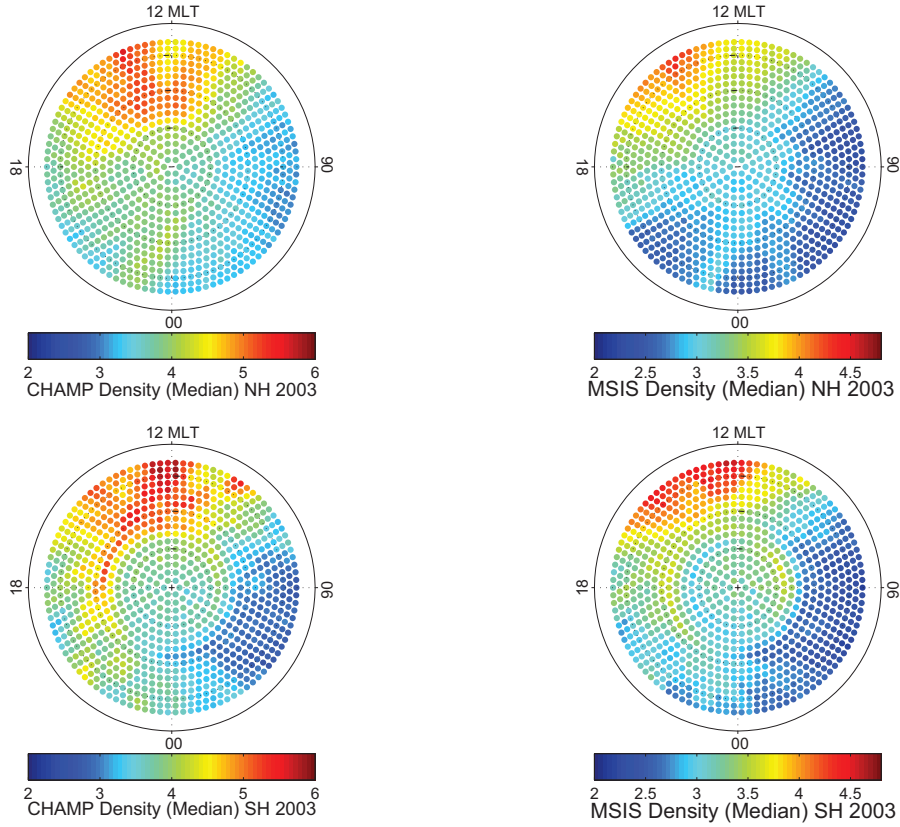 12 MLT
12 MLT
18
06
18
06
00
00
2 3 4 5 6
2 2.5 3 3.5 4 4.5
CHAMP Density (Median) NH 2003
MSIS Density (Median) NH 2003
12 MLT
12 MLT
18
06
18
06
00
00
2 3 4 5 6
2 2.5 3 3.5 4 4.5
CHAMP Density (Median) SH 2003
MSIS Density (Median) SH 2003